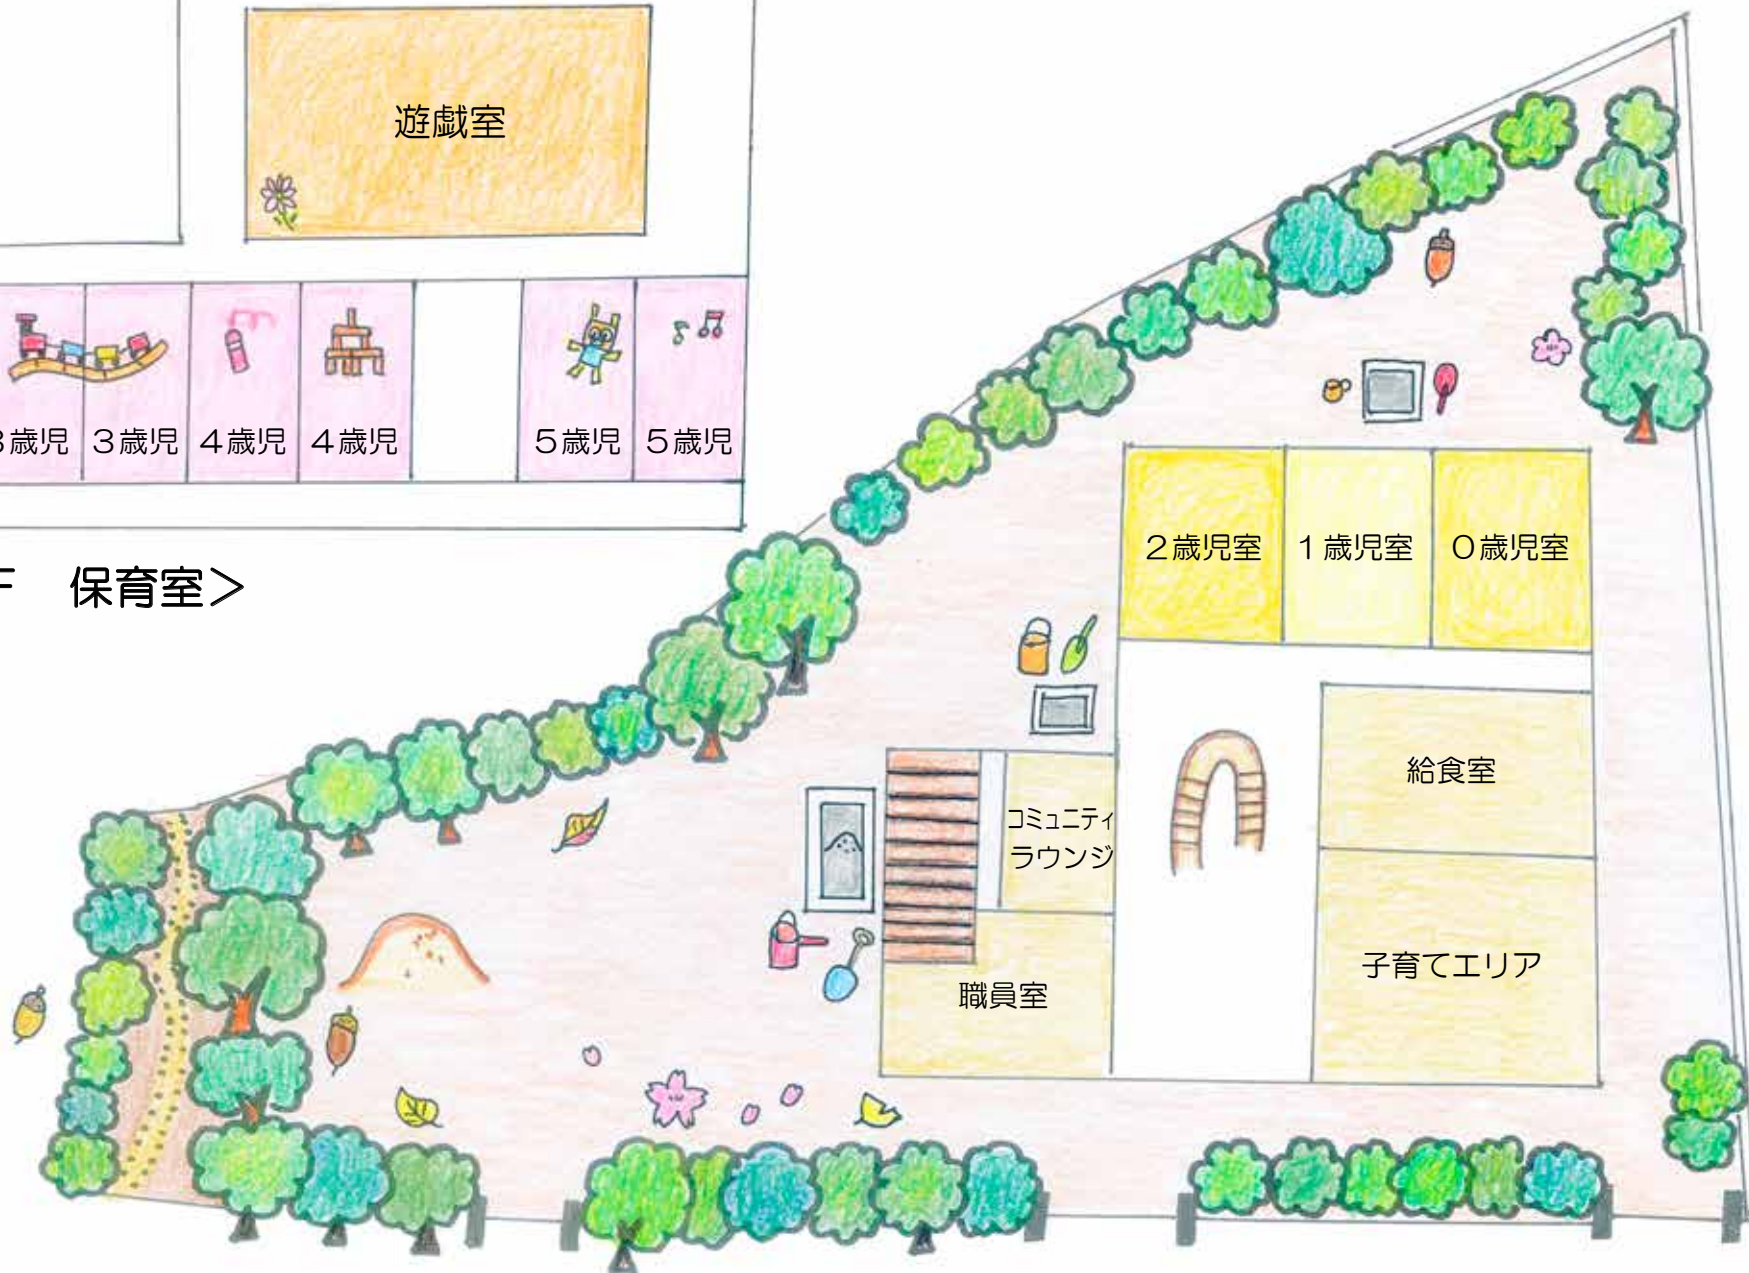 遊戯室
3歳児 3歳児 4歳児 4歳児 5歳児 5歳児
F 保育室＞
2歳児室 1歳児室 0歳児室
給食室
コミュニティ
ラウンジ
子育てエリア
職員室